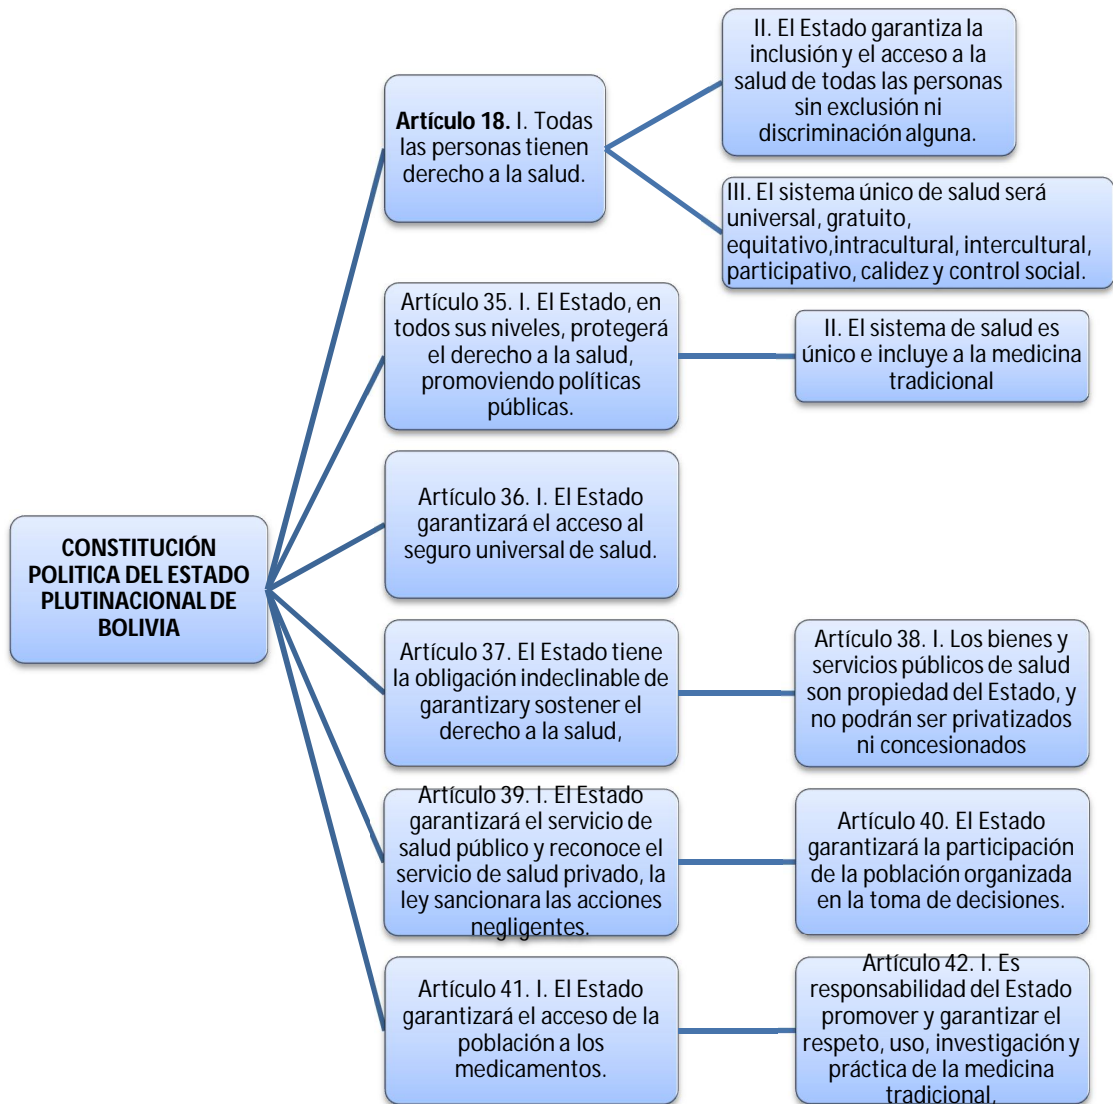 CONSTITUCIÓN
POLITICA DEL ESTADO
PLUTINACIONAL DE
BOLIVIA
Artículo 18. I. Todas
las personas tienen
derecho a la salud.
II. El Estado garantiza la
inclusión y el acceso a la
salud de todas las personas
sin exclusión ni
discriminación alguna.
III. El sistema único de salud será
universal, gratuito,
equitativo,intracultural, intercultural,
participativo, calidez y control social.
Artículo 35. I. El Estado, en
todos sus niveles, protegerá
el derecho a la salud,
promoviendo políticas
públicas.
II. El sistema de salud es
único e incluye a la medicina
tradicional
Artículo 36. I. El Estado
garantizará el acceso al
seguro universal de salud.
Artículo 37. El Estado tiene
la obligación indeclinable de
garantizary sostener el
derecho a la salud,
Artículo 38. I. Los bienes y
servicios públicos de salud
son propiedad del Estado, y
no podrán ser privatizados
ni concesionados
Artículo 39. I. El Estado
garantizará el servicio de
salud público y reconoce el
servicio de salud privado, la
ley sancionara las acciones
negligentes.
Artículo 40. El Estado
garantizará la participación
de la población organizada
en la toma de decisiones.
Artículo 41. I. El Estado
garantizará el acceso de la
población a los
medicamentos.
Artículo 42. I. Es
responsabilidad del Estado
promover y garantizar el
respeto, uso, investigación y
práctica de la medicina
tradicional,